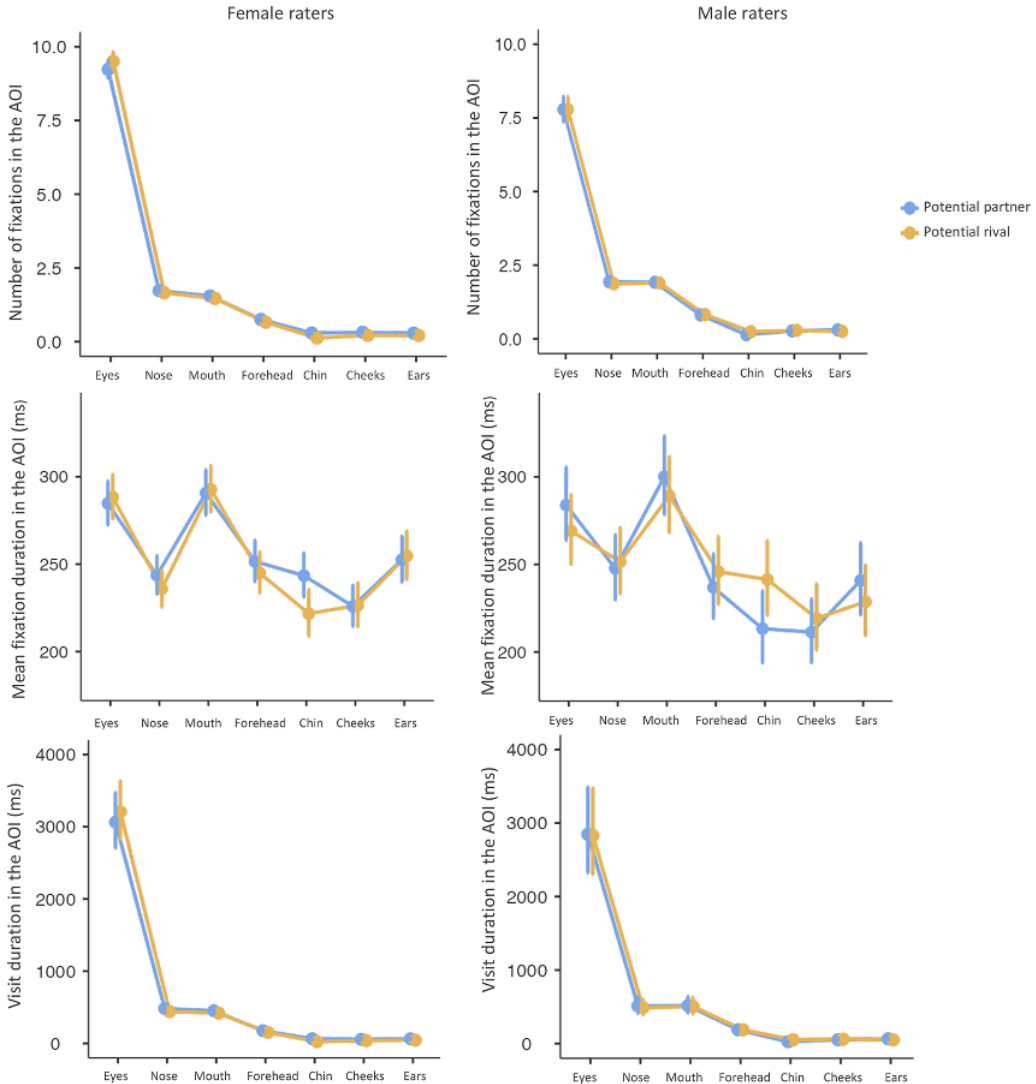 Female raters
Male raters
Number of fixations in the AOI
10.0
7.5
5.0
2.5
0.0
Eyes Nose Mouth Forehead Chin Cheeks Ears
Number of fixations in the AOI
10.0
7.5
5.0
2.5
0.0
Eyes Nose Mouth Forehead Chin Cheeks Ears
Potential partner
Potential rival
Mean fixation duration in the AOI (ms)
300
250
200
Eyes Nose Mouth Forehead Chin Cheeks Ears
Mean fixation duration in the AOI (ms)
300
250
200
Eyes Nose Mouth Forehead Chin Cheeks Ears
Visit duration in the AOI (ms)
4000
3000
2000
1000
0
Eyes Nose Mouth Forehead Chin Cheeks Ears
Visit duration in the AOI (ms)
4000
3000
2000
1000
0
Eyes Nose Mouth Forehead Chin Cheeks Ears